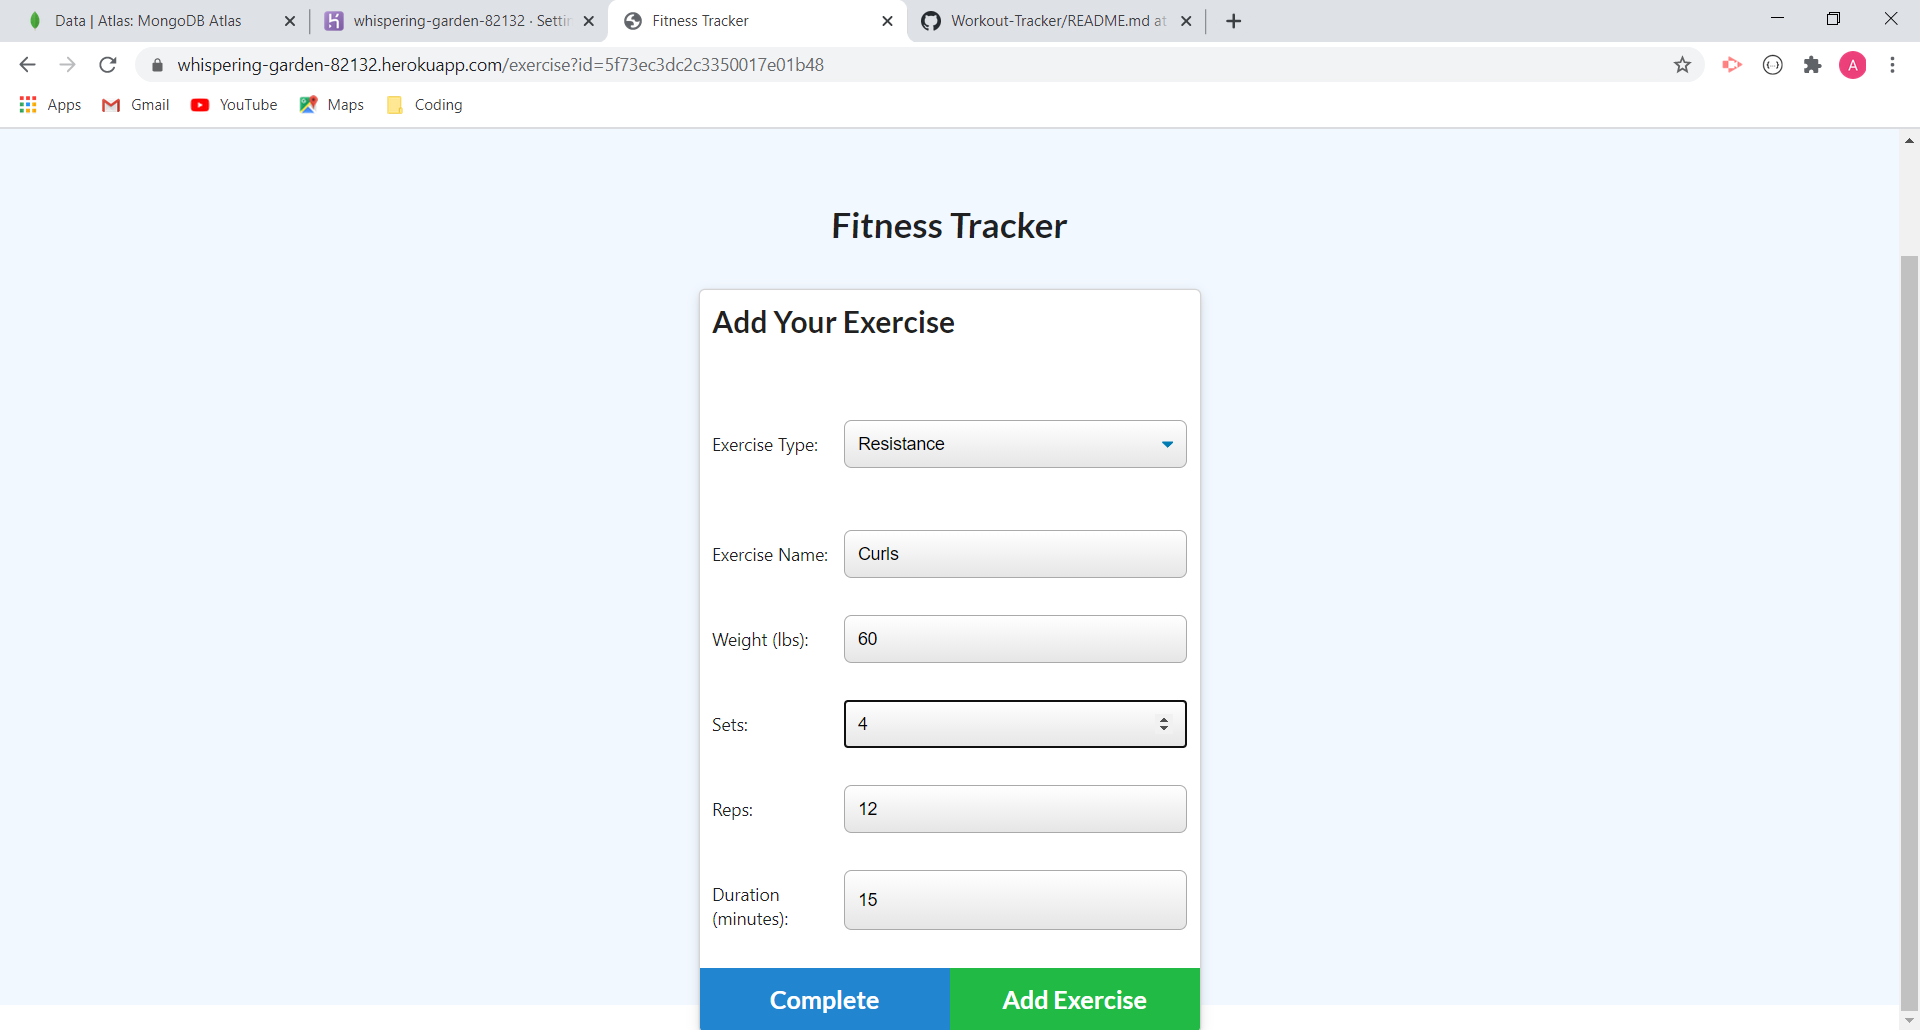 Data | Atlas: MongoDB Atlas
whispering-garden-82132 · Settin
Fitness Tracker
Workout-Tracker/README.md at
whispering-garden-82132.herokuapp.com/exercise?id=5f73ec3dc2c3350017e01b48
A
Apps
Gmail
YouTube
Maps
Coding
Fitness Tracker
Add Your Exercise
Exercise Type:
Resistance
Exercise Name:
Curls
Weight (lbs):
60
Sets:
4
Reps:
12
Duration
(minutes):
15
Complete
Add Exercise